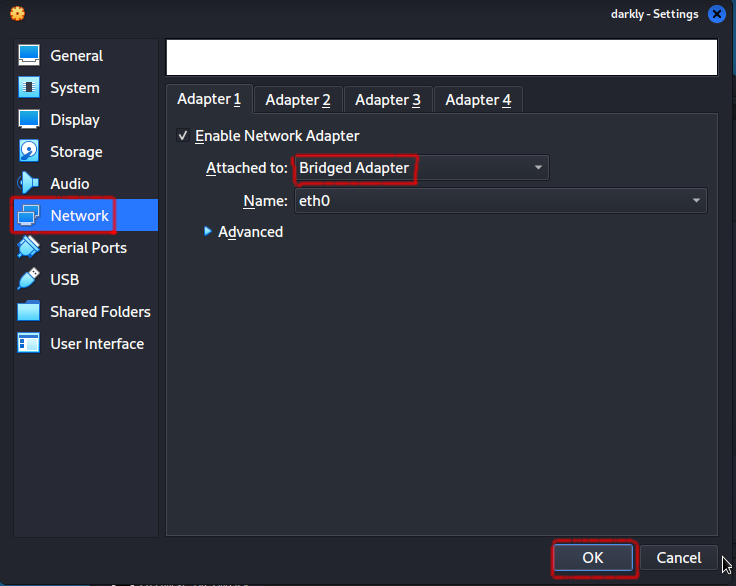 darkly - Settings
General
System
Display
Storage
Audio
Network
Serial Ports
USB
Shared Folders
User Interface
Adapter 1 Adapter 2 Adapter 3 Adapter 4
Enable Network Adapter
Attached to: Bridged Adapter
Name: eth0
Advanced
OK Cancel